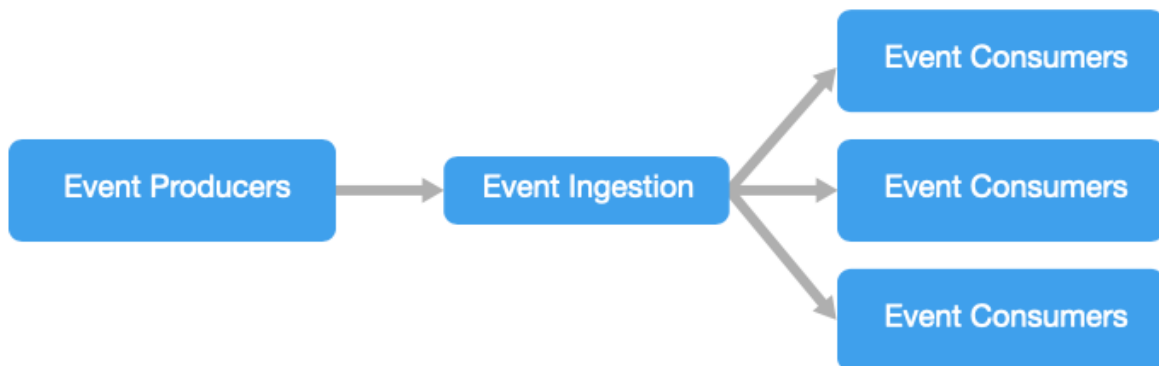 Event Producers
Event Ingestion
Event Consumers
Event Consumers
Event Consumers